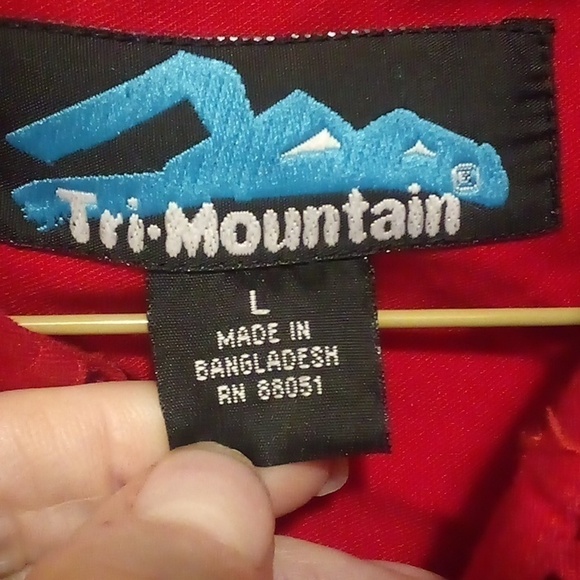 Tri-Mountain
L
MADE IN
BANGLADESH
RN 88051